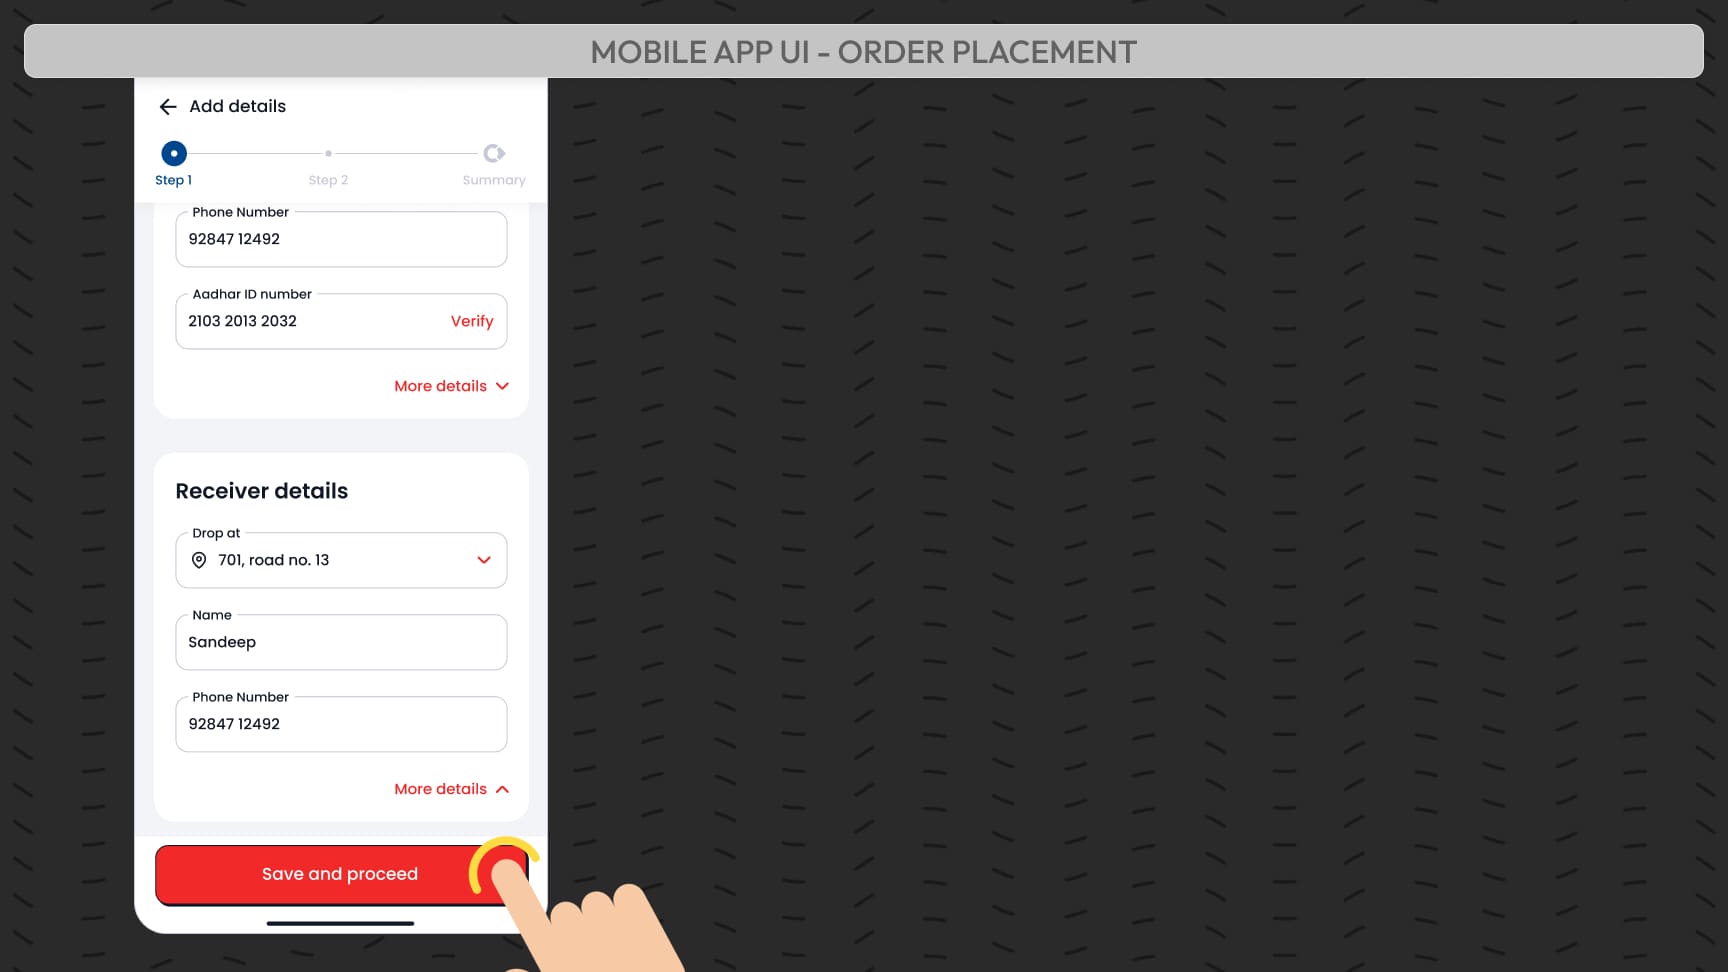 MOBILE APP UI - ORDER PLACEMENT
Add details
Step 1 Step 2 Summary
Phone Number
92847 12492
Aadhar ID number
2103 2013 2032 Verify
More details
Receiver details
Drop at
701, road no. 13
Name
Sandeep
Phone Number
92847 12492
More details
Save and proceed